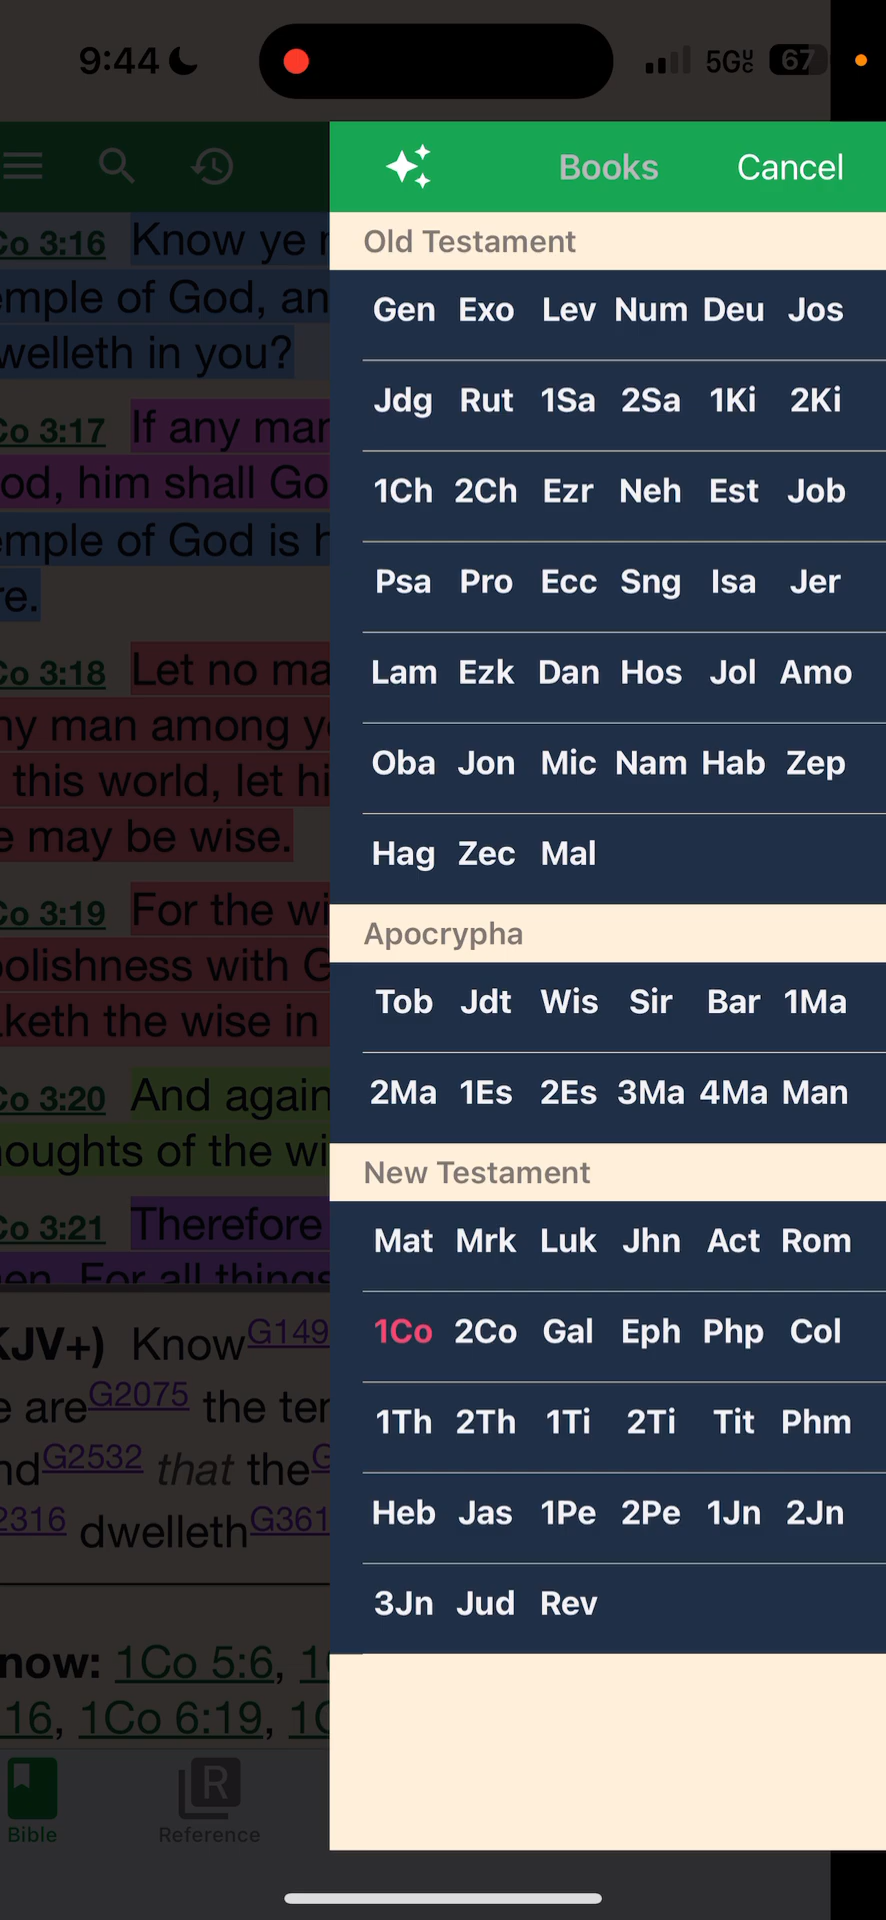 9:44 5G 67
Books Cancel
Old Testament
Gen Exo Lev Num Deu Jos
Jdg Rut 1Sa 2Sa 1Ki 2Ki
1Ch 2Ch Ezr Neh Est Job
Psa Pro Ecc Sng Isa Jer
Lam Ezk Dan Hos Jol Amo
Oba Jon Mic Nam Hab Zep
Hag Zec Mal
Apocrypha
Tob Jdt Wis Sir Bar 1Ma
2Ma 1Es 2Es 3Ma 4Ma Man
New Testament
Mat Mrk Luk Jhn Act Rom
1Co 2Co Gal Eph Php Col
1Th 2Th 1Ti 2Ti Tit Phm
Heb Jas 1Pe 2Pe 1Jn 2Jn
3Jn Jud Rev
Co 3:16 Know ye
emple of God, an
welleth in you?
Co 3:17 If any man
od, him shall Go
emple of God is h
re.
Co 3:18 Let no ma
ny man among y
this world, let hi
e may be wise.
Co 3:19 For the wi
oolishness with G
keth the wise in
Co 3:20 And again
houghts of the wi
Co 3:21 Therefore
en. For all things
KJV+) Know G149
e are G2075 the ter
nd G2532 that the G
2316 dwelleth G361
now: 1Co 5:6, 1
16, 1Co 6:19, 1C
Bible R Reference